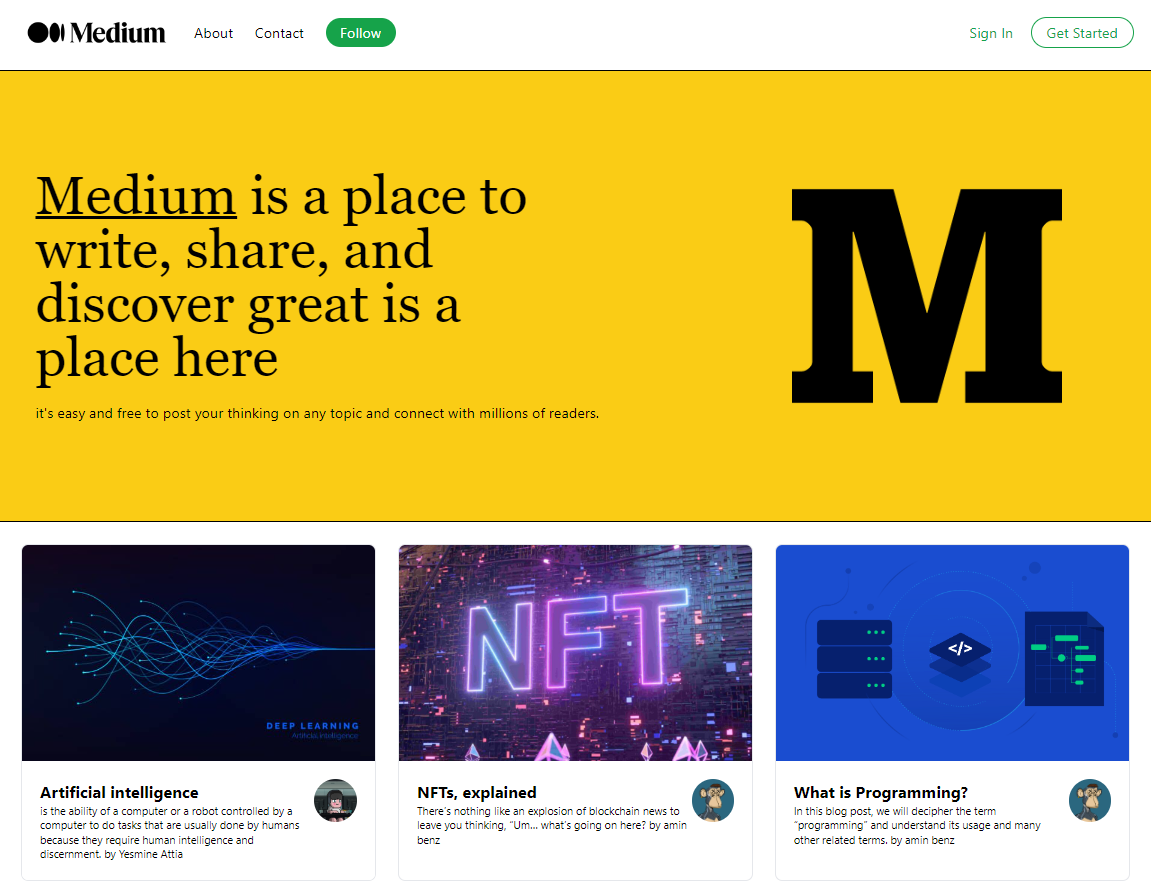 Medium About Contact Follow Sign In Get Started
Medium is a place to
write, share, and
discover great is a
place here
it's easy and free to post your thinking on any topic and connect with millions of readers.
M
DEEP LEARNING
Artificial Intelligence
NFT
</>
Artificial intelligence
is the ability of a computer or a robot controlled by a
computer to do tasks that are usually done by humans
because they require human intelligence and
discernment. by Yesmine Attia
NFTs, explained
There's nothing like an explosion of blockchain news to
leave you thinking, “Um... what's going on here? by amin
benz
What is Programming?
In this blog post, we will decipher the term
“programming” and understand its usage and many
other related terms. by amin benz